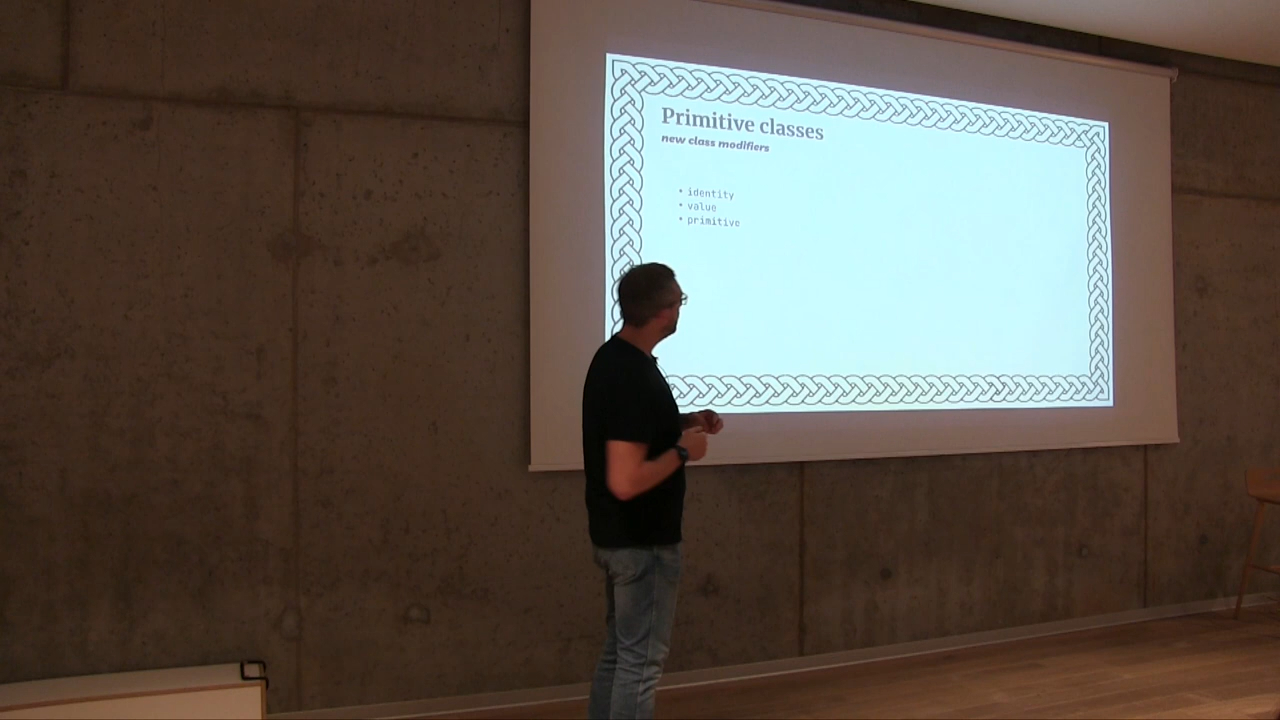 Primitive classes
new class modifiers
• identity
• value
• primitive